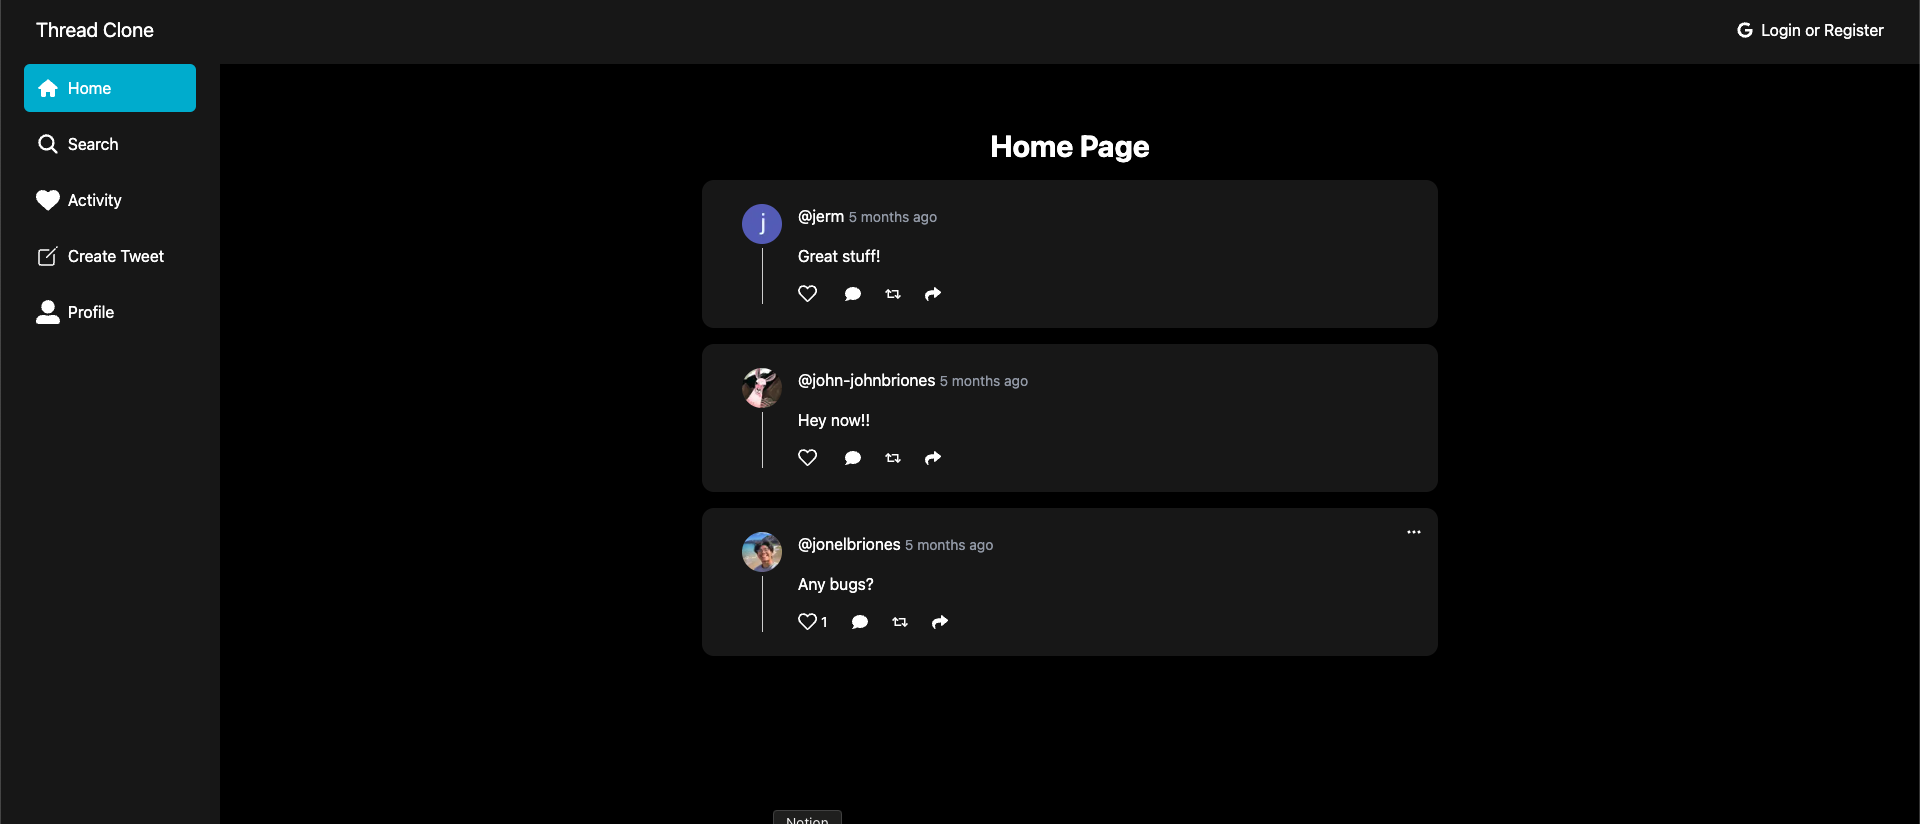 Thread Clone
Login or Register
Home
Search
Activity
Create Tweet
Profile
Home Page
j
@jerm 5 months ago
Great stuff!
@john-johnbriones 5 months ago
Hey now!!
@jonelbriones 5 months ago
Any bugs?
1
Notion